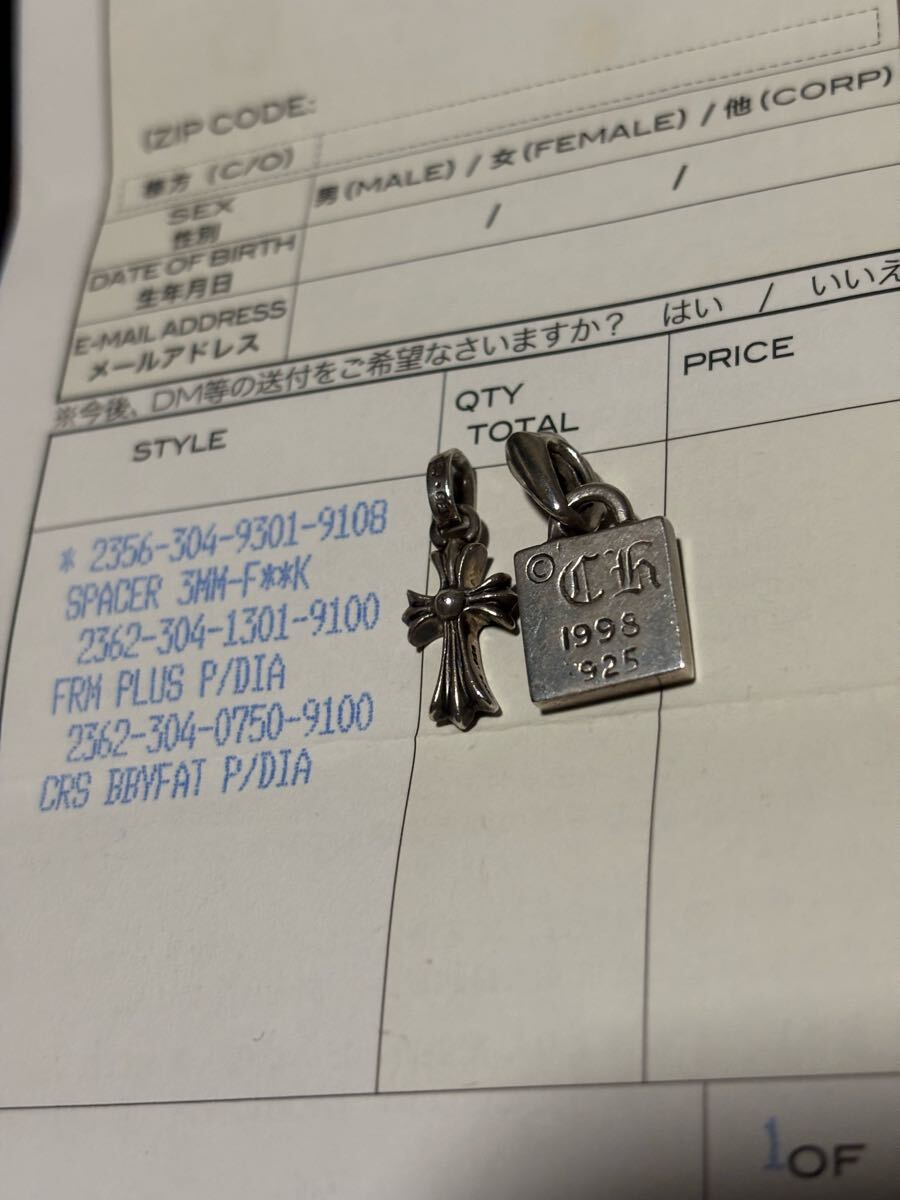 (ZIP CODE:
様方 (C/O)
SEX
性別
男(MALE) / 女(FEMALE) / 他(CORP)
DATE OF BIRTH
生年月日
/ /
E-MAIL ADDRESS
メールアドレス
※今後、DM等の送付をご希望なさいますか? はい / いいえ
STYLE
QTY
TOTAL
PRICE
* 2356-304-9301-9108
SPACER 3MM-F**K
2362-304-1301-9100
FRM PLUS P/DIA
2362-304-0750-9100
CRS BBYFAT P/DIA
©Ch
1998
925
1 OF